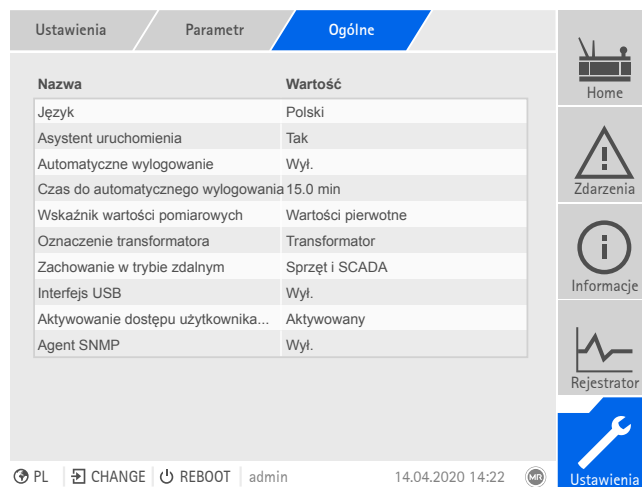 Ustawienia Parametr Ogólne
Nazwa Wartość
Język Polski
Asystent uruchomienia Tak
Automatyczne wylogowanie Wył.
Czas do automatycznego wylogowania 15.0 min
Wskaźnik wartości pomiarowych Wartości pierwotne
Oznaczenie transformatora Transformator
Zachowanie w trybie zdalnym Sprzęt i SCADA
Interfejs USB Wył.
Aktywowanie dostępu użytkownika... Aktywowany
Agent SNMP Wył.
Home
Zdarzenia
Informacje
Rejestrator
Ustawienia
PL CHANGE REBOOT admin 14.04.2020 14:22 MR